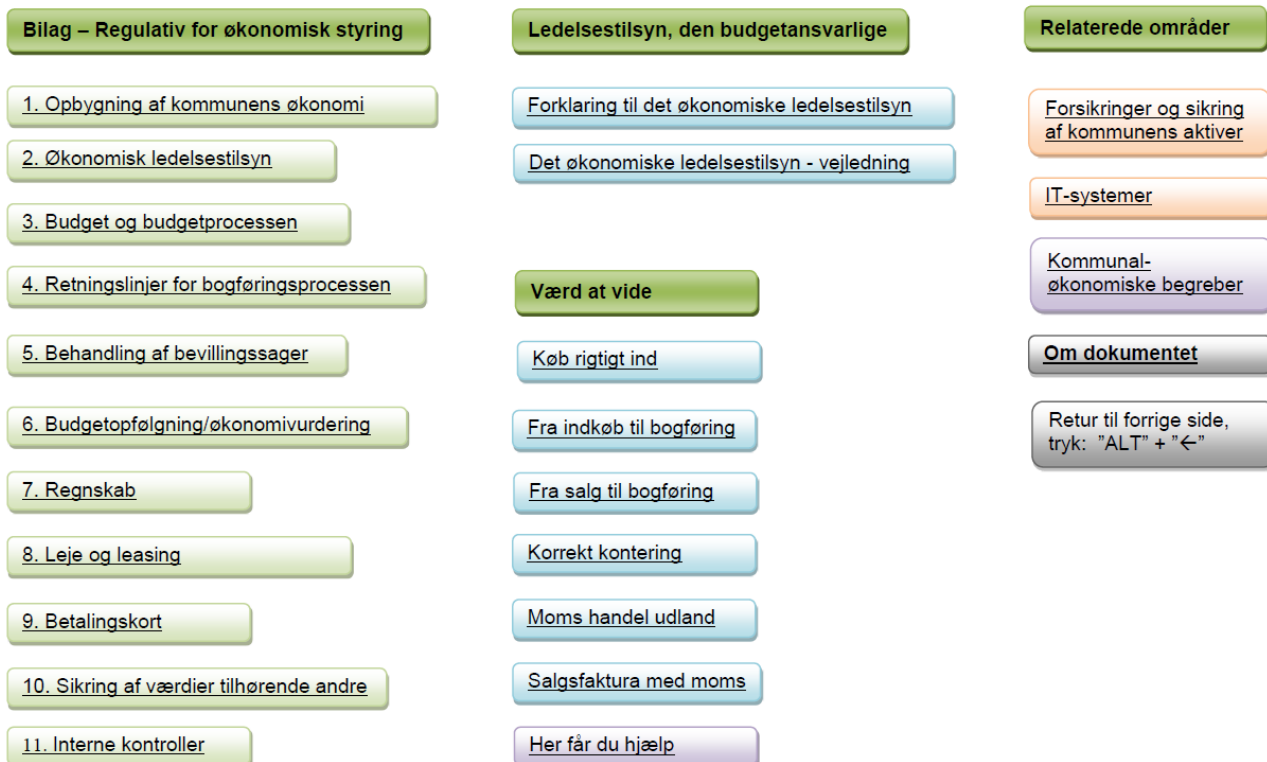 Bilag – Regulativ for økonomisk styring
1. Opbygning af kommunens økonomi
2. Økonomisk ledelsestilsyn
3. Budget og budgetprocessen
4. Retningslinjer for bogføringsprocessen
5. Behandling af bevillingssager
6. Budgetopfølgning/økonomivurdering
7. Regnskab
8. Leje og leasing
9. Betalingskort
10. Sikring af værdier tilhørende andre
11. Interne kontroller
Ledelsestilsyn, den budgetansvarlige
Forklaring til det økonomiske ledelsestilsyn
Det økonomiske ledelsestilsyn - vejledning
Værd at vide
Køb rigtigt ind
Fra indkøb til bogføring
Fra salg til bogføring
Korrekt kontering
Moms handel udland
Salgsfaktura med moms
Her får du hjælp
Relaterede områder
Forsikringer og sikring
af kommunens aktiver
IT-systemer
Kommunal-
økonomiske begreber
Om dokumentet
Retur til forrige side,
tryk: "ALT" + "←"